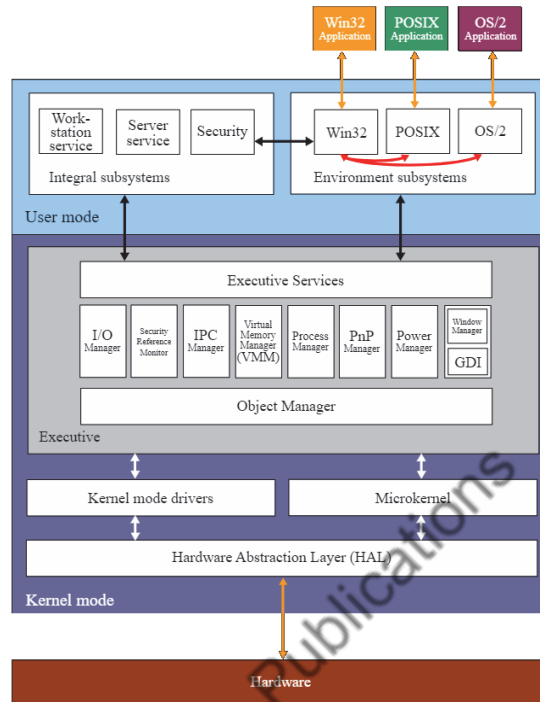 Win32
Application
POSIX
Application
OS/2
Application
Work-
station
service
Server
service
Security
Integral subsystems
Win32
POSIX
OS/2
Environment subsystems
User mode
Executive Services
I/O
Manager
Security
Reference
Monitor
IPC
Manager
Virtual
Memory
Manager
(VMM)
Process
Manager
PnP
Manager
Power
Manager
Window
Manager
GDI
Object Manager
Executive
Kernel mode drivers
Microkernel
Hardware Abstraction Layer (HAL)
Kernel mode
Hardware
Publications